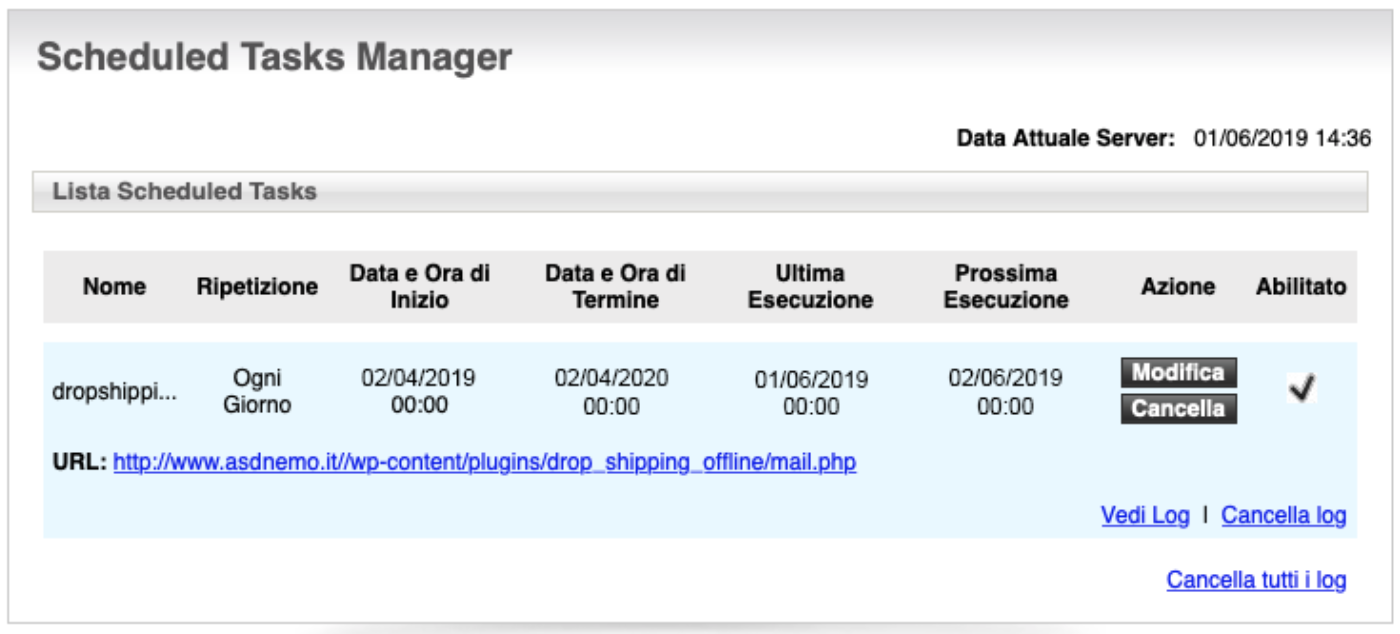 Scheduled Tasks Manager
Data Attuale Server: 01/06/2019 14:36
Lista Scheduled Tasks
Nome Ripetizione Data e Ora di Inizio Data e Ora di Termine Ultima Esecuzione Prossima Esecuzione Azione Abilitato
dropshippi... Ogni Giorno 02/04/2019 00:00 02/04/2020 00:00 01/06/2019 00:00 02/06/2019 00:00 Modifica Cancella
URL: http://www.asdnemo.it//wp-content/plugins/drop_shipping_offline/mail.php
Vedi Log | Cancella log
Cancella tutti i log